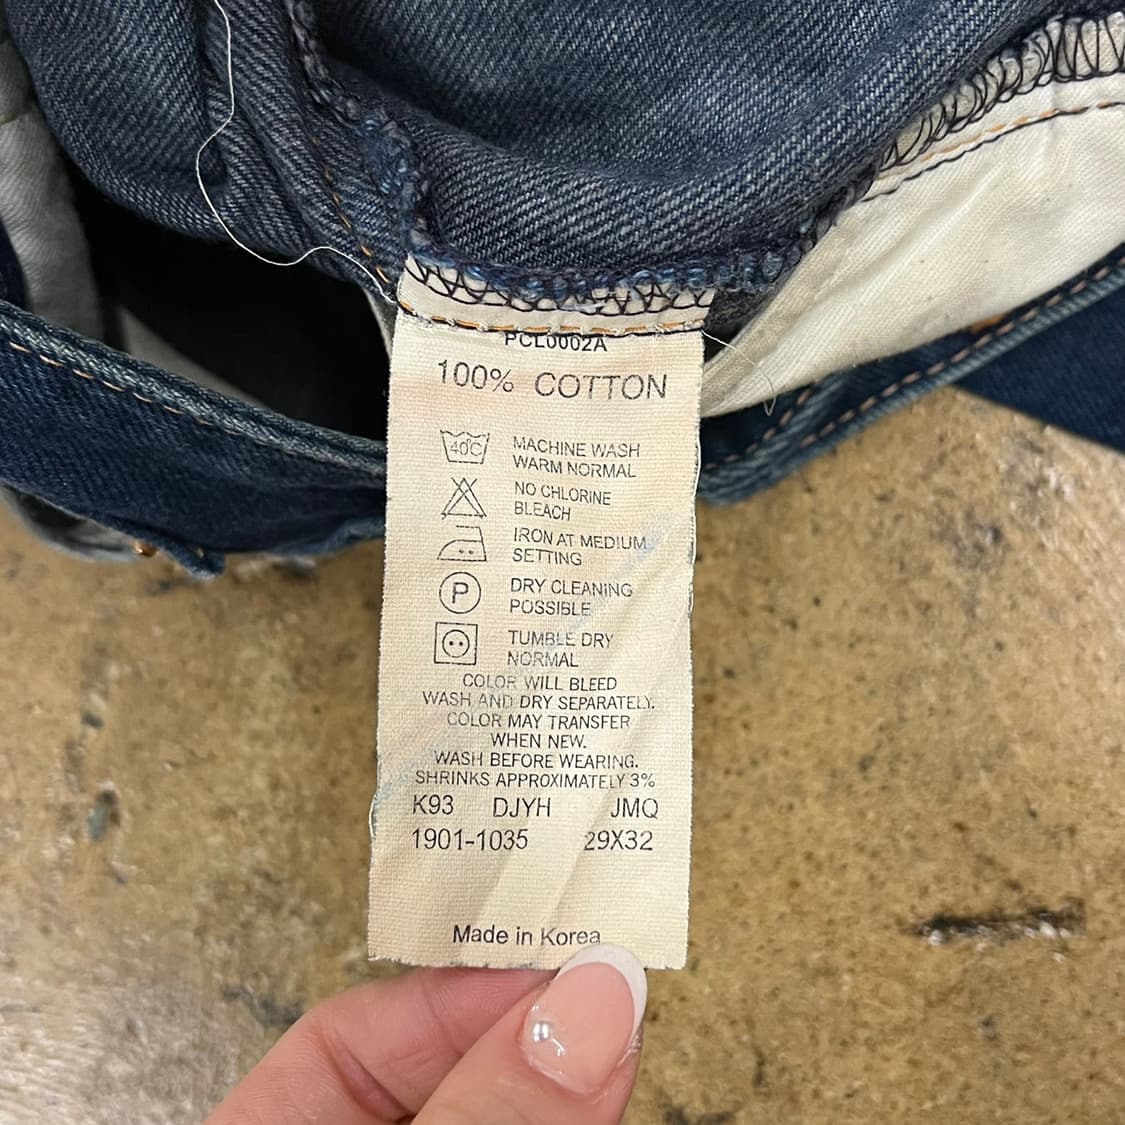 PCL0002A
100% COTTON
40°C
MACHINE WASH
WARM NORMAL
NO CHLORINE
BLEACH
IRON AT MEDIUM
SETTING
P
DRY CLEANING
POSSIBLE
TUMBLE DRY
NORMAL
COLOR WILL BLEED
WASH AND DRY SEPARATELY.
COLOR MAY TRANSFER
WHEN NEW.
WASH BEFORE WEARING.
SHRINKS APPROXIMATELY 3%
K93 DJYH JMQ
1901-1035 29X32
Made in Korea